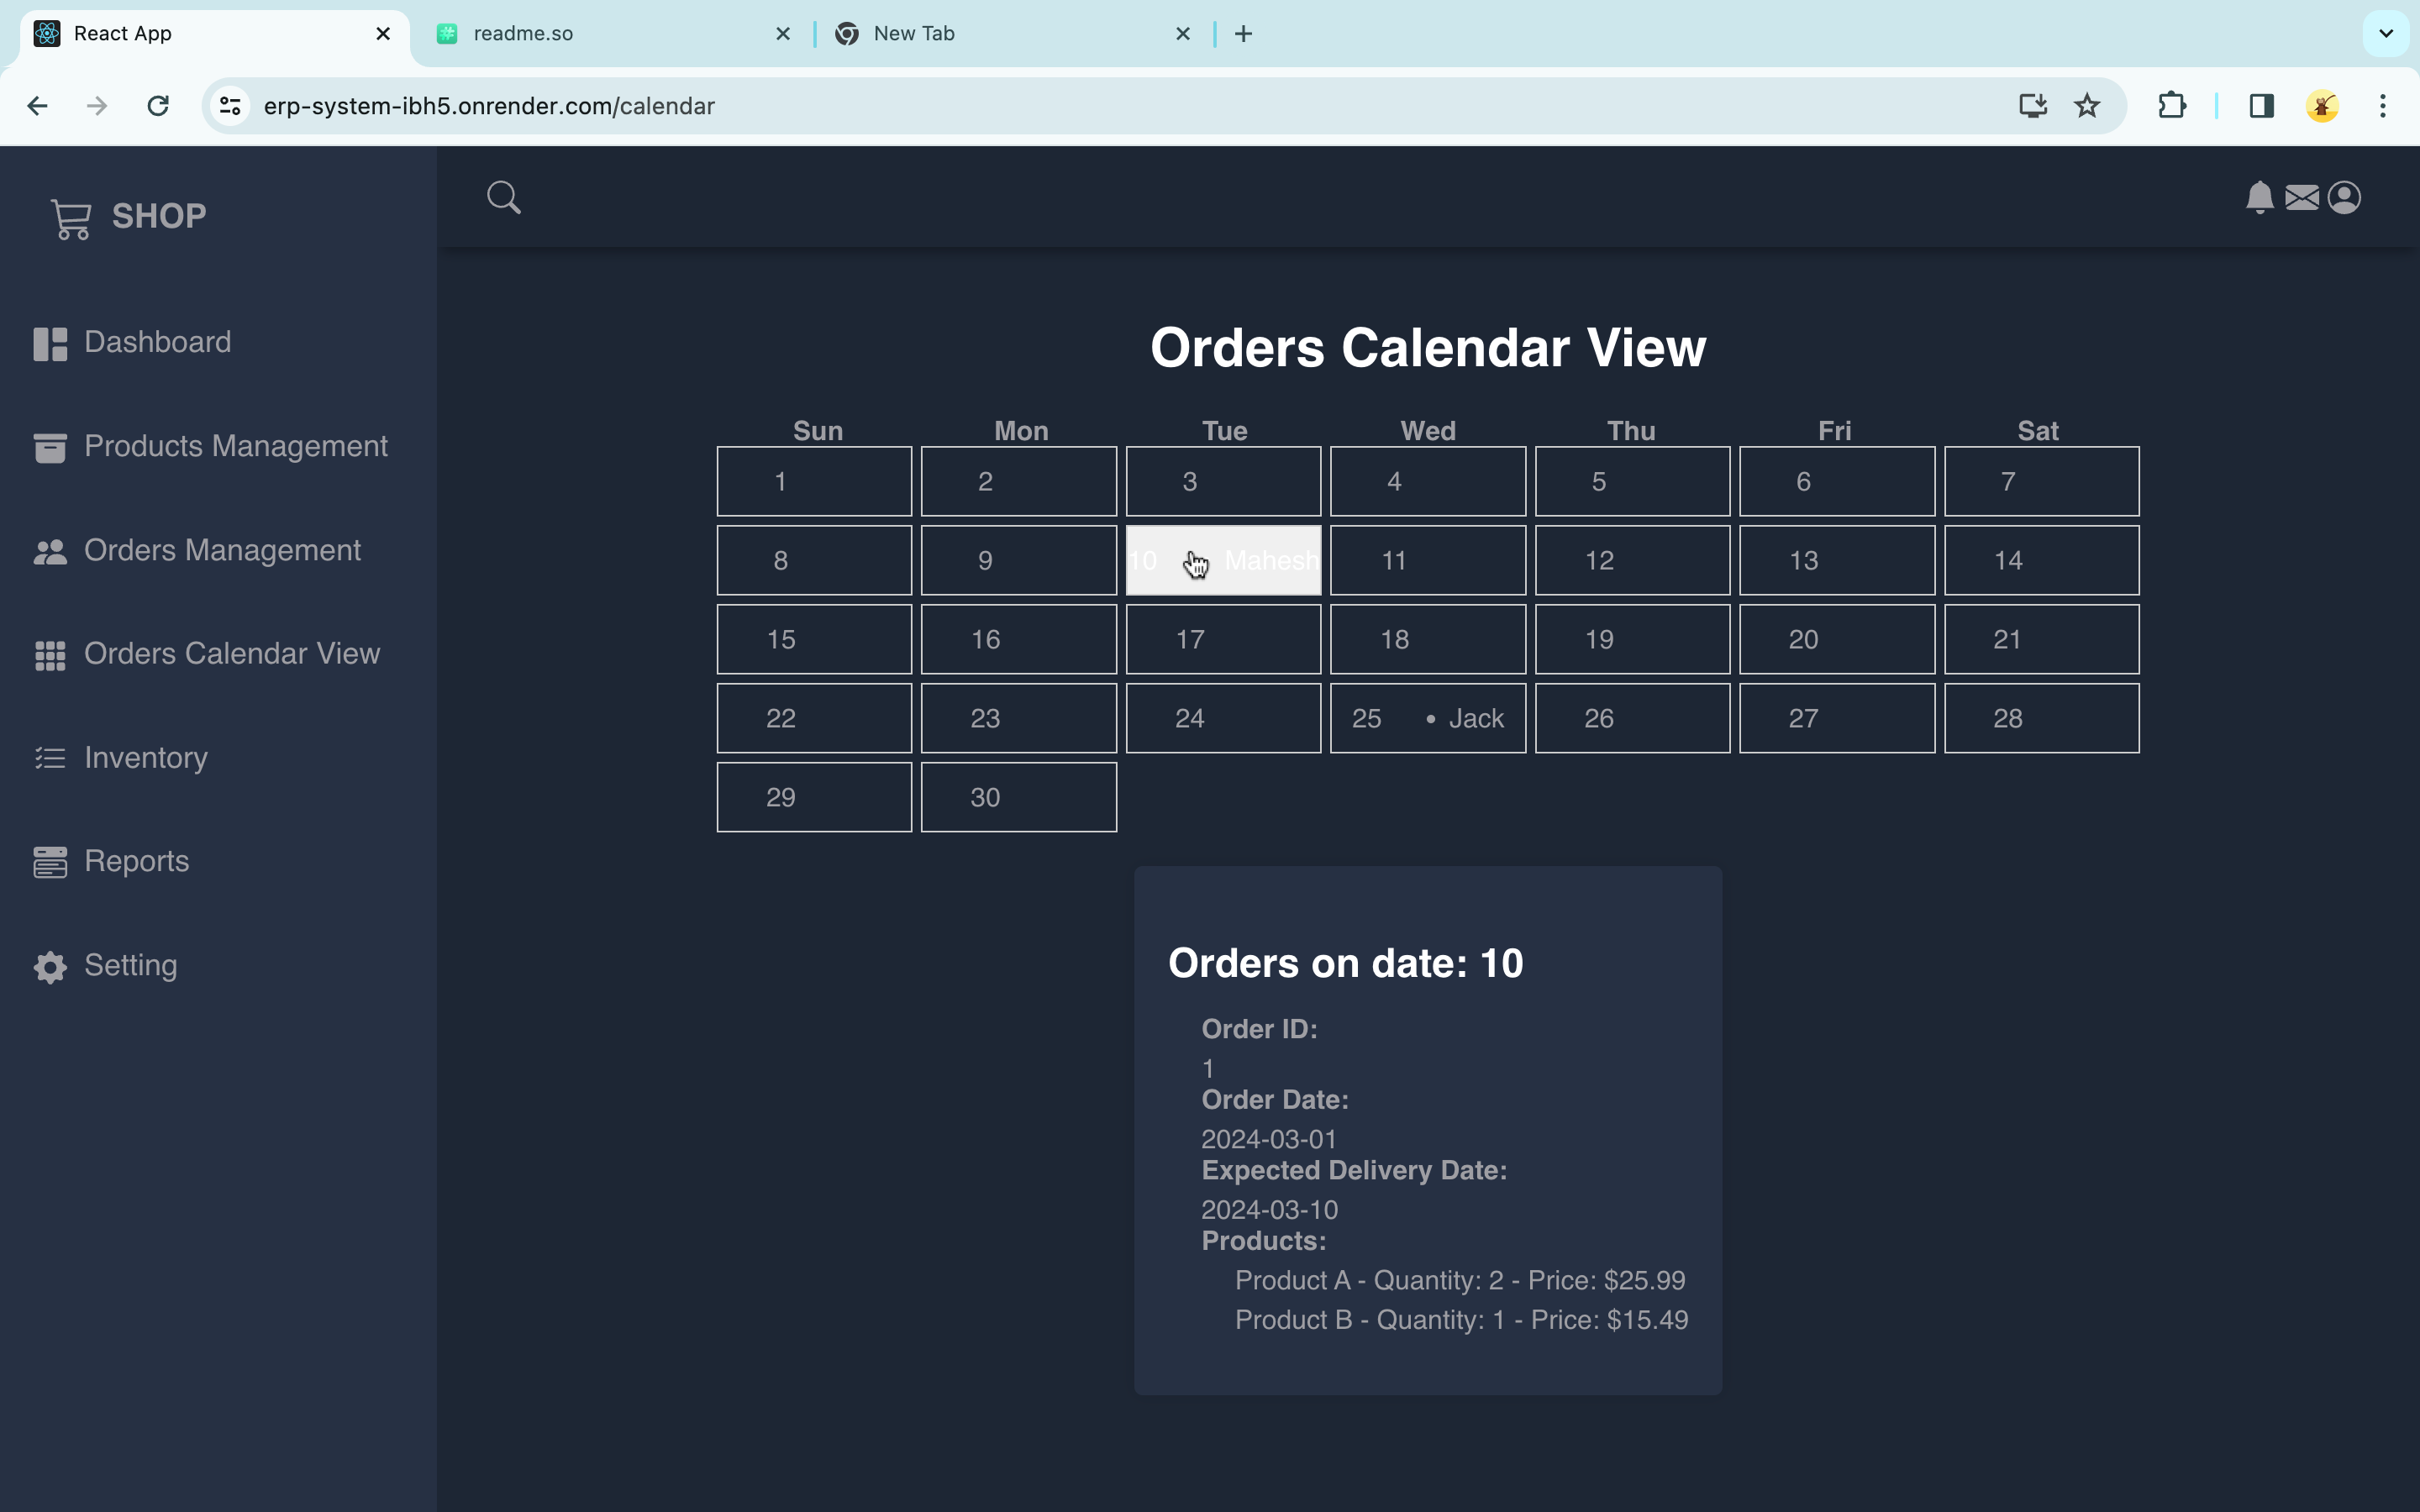 React App
readme.so
New Tab
erp-system-ibh5.onrender.com/calendar
SHOP
Dashboard
Products Management
Orders Management
Orders Calendar View
Inventory
Reports
Setting
Orders Calendar View
Sun Mon Tue Wed Thu Fri Sat
1 2 3 4 5 6 7
8 9 10 Mahesh 11 12 13 14
15 16 17 18 19 20 21
22 23 24 25 • Jack 26 27 28
29 30
Orders on date: 10
Order ID:
1
Order Date:
2024-03-01
Expected Delivery Date:
2024-03-10
Products:
Product A - Quantity: 2 - Price: $25.99
Product B - Quantity: 1 - Price: $15.49